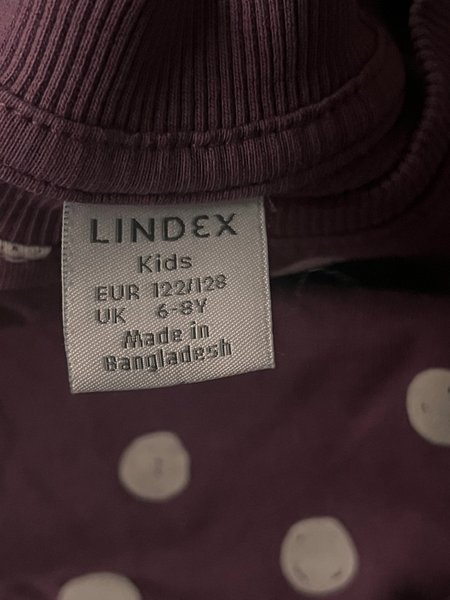 LINDEX
Kids
EUR 122/128
UK 6-8Y
Made in
Bangladesh